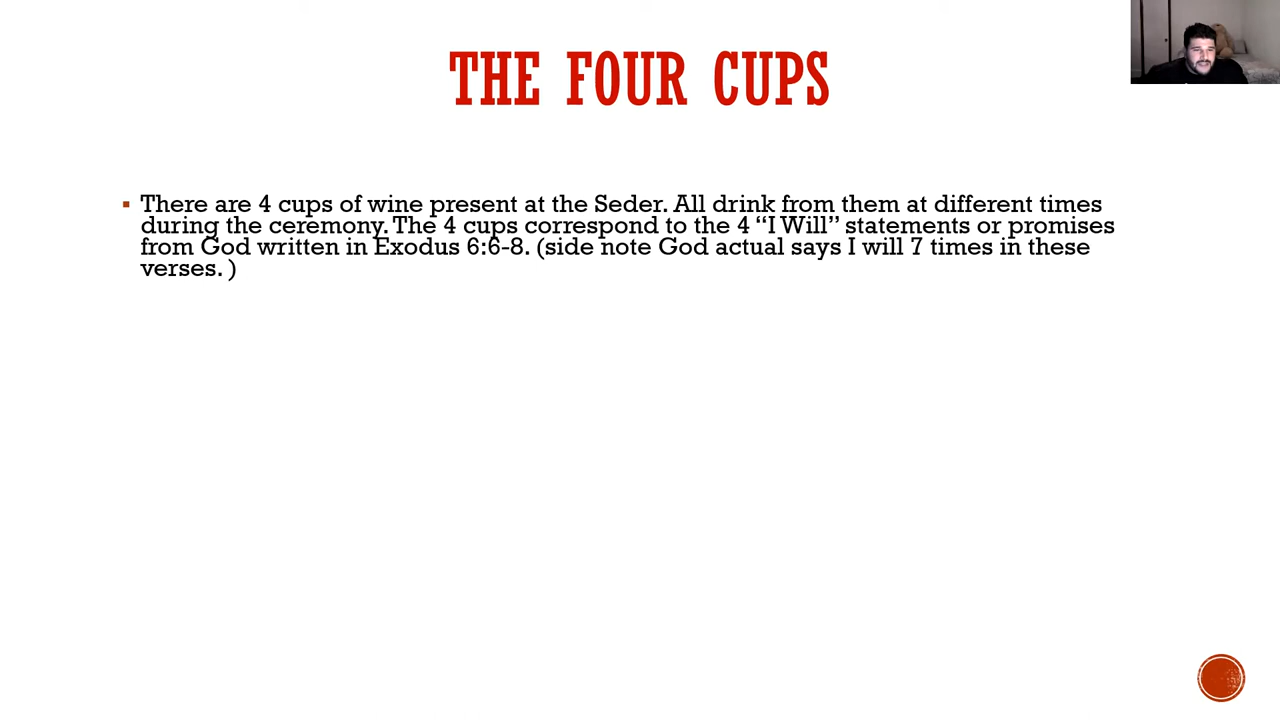 THE FOUR CUPS
▪ There are 4 cups of wine present at the Seder. All drink from them at different times
during the ceremony. The 4 cups correspond to the 4 “I Will” statements or promises
from God written in Exodus 6:6-8. (side note God actual says I will 7 times in these
verses. )